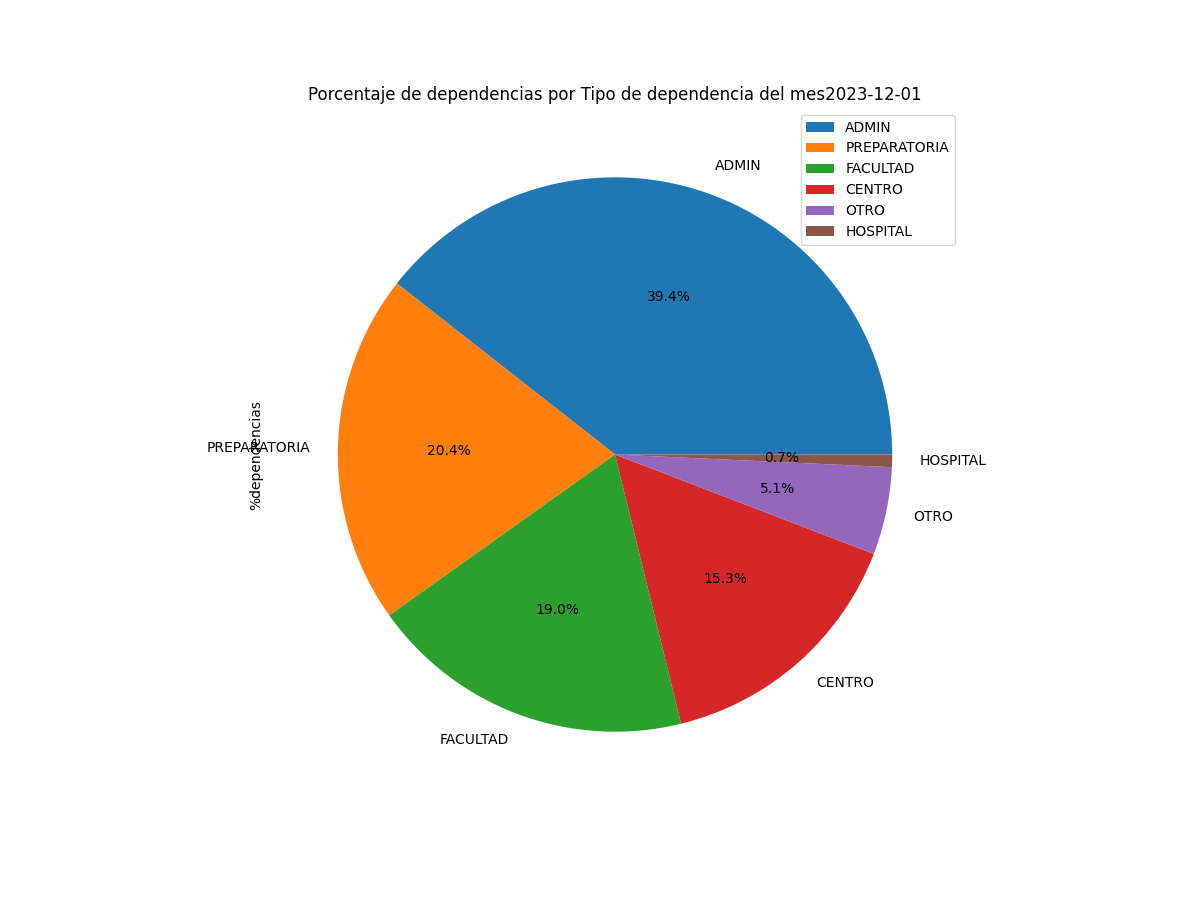 Porcentaje de dependencias por Tipo de dependencia del mes2023-12-01
ADMIN
PREPARATORIA
FACULTAD
CENTRO
OTRO
HOSPITAL
ADMIN
39.4%
PREPARATORIA
20.4%
%dependencias
0.7%
HOSPITAL
5.1%
OTRO
15.3%
19.0%
CENTRO
FACULTAD